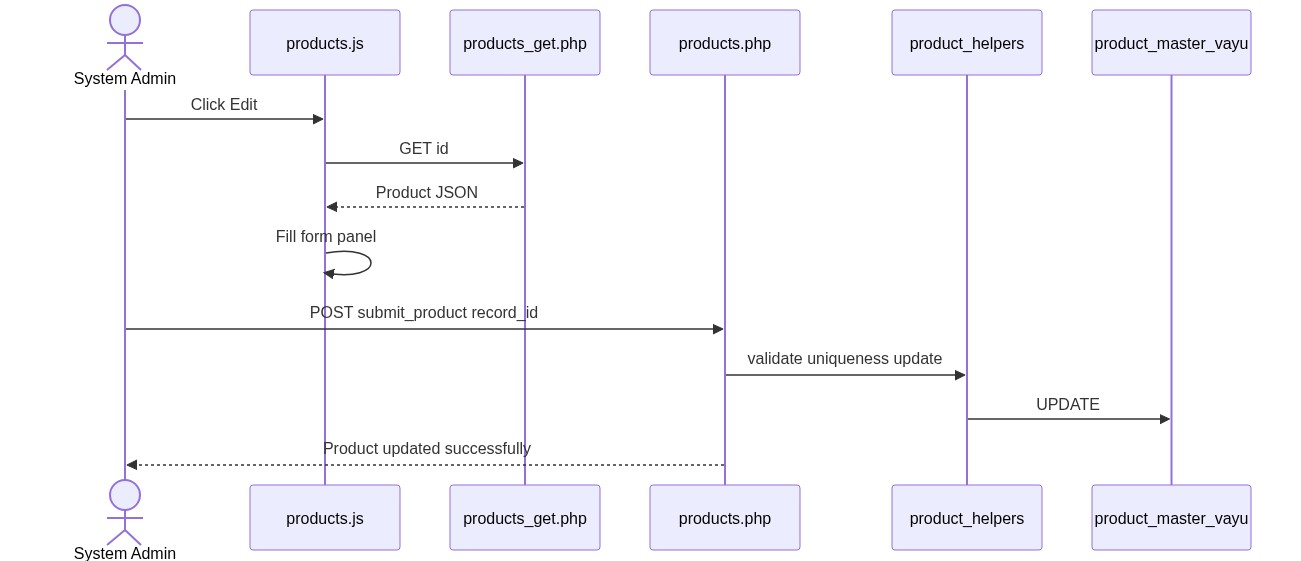 System Admin
products.js
products_get.php
products.php
product_helpers
product_master_vayu
Click Edit
GET id
Product JSON
Fill form panel
POST submit_product record_id
validate uniqueness update
UPDATE
Product updated successfully
System Admin
products.js
products_get.php
products.php
product_helpers
product_master_vayu